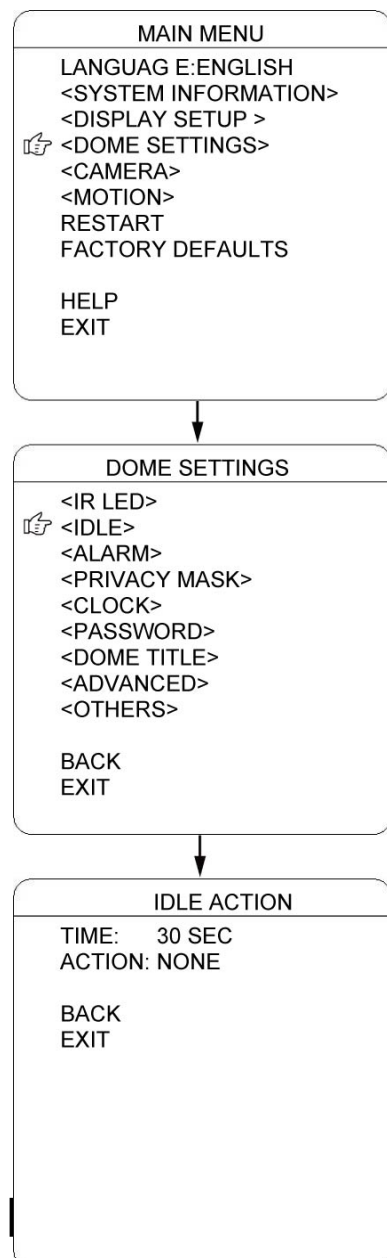 MAIN MENU
LANGUAG E:ENGLISH
<SYSTEM INFORMATION>
<DISPLAY SETUP >
<DOME SETTINGS>
<CAMERA>
<MOTION>
RESTART
FACTORY DEFAULTS
HELP
EXIT
DOME SETTINGS
<IR LED>
<IDLE>
<ALARM>
<PRIVACY MASK>
<CLOCK>
<PASSWORD>
<DOME TITLE>
<ADVANCED>
<OTHERS>
BACK
EXIT
IDLE ACTION
TIME: 30 SEC
ACTION: NONE
BACK
EXIT